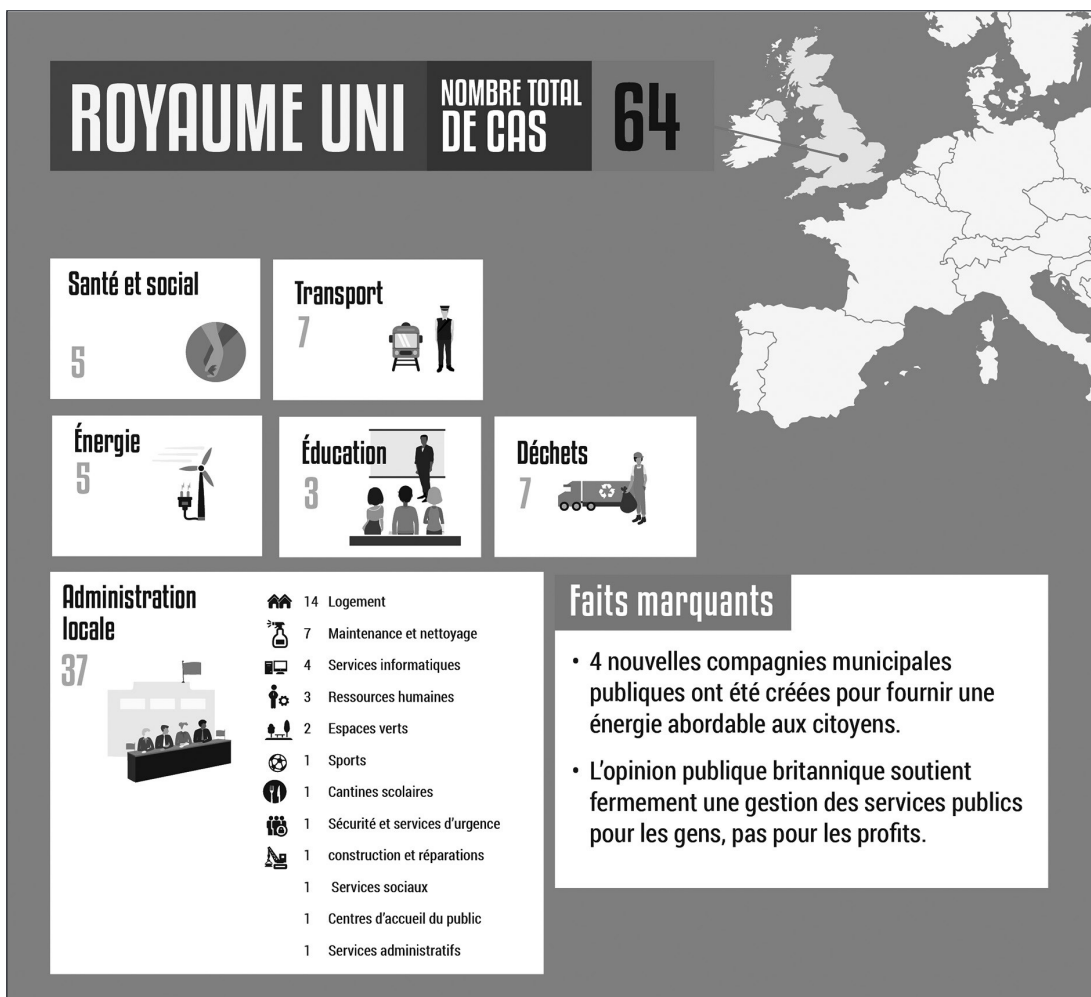 ROYAUME UNI
NOMBRE TOTAL
DE CAS
64
Santé et social
5
Transport
7
Énergie
5
Éducation
3
Déchets
7
Administration
locale
37
14 Logement
7 Maintenance et nettoyage
4 Services informatiques
3 Ressources humaines
2 Espaces verts
1 Sports
1 Cantines scolaires
1 Sécurité et services d'urgence
1 construction et réparations
1 Services sociaux
1 Centres d'accueil du public
1 Services administratifs
Faits marquants
• 4 nouvelles compagnies municipales
publiques ont été créées pour fournir une
énergie abordable aux citoyens.
• L'opinion publique britannique soutient
fermement une gestion des services publics
pour les gens, pas pour les profits.